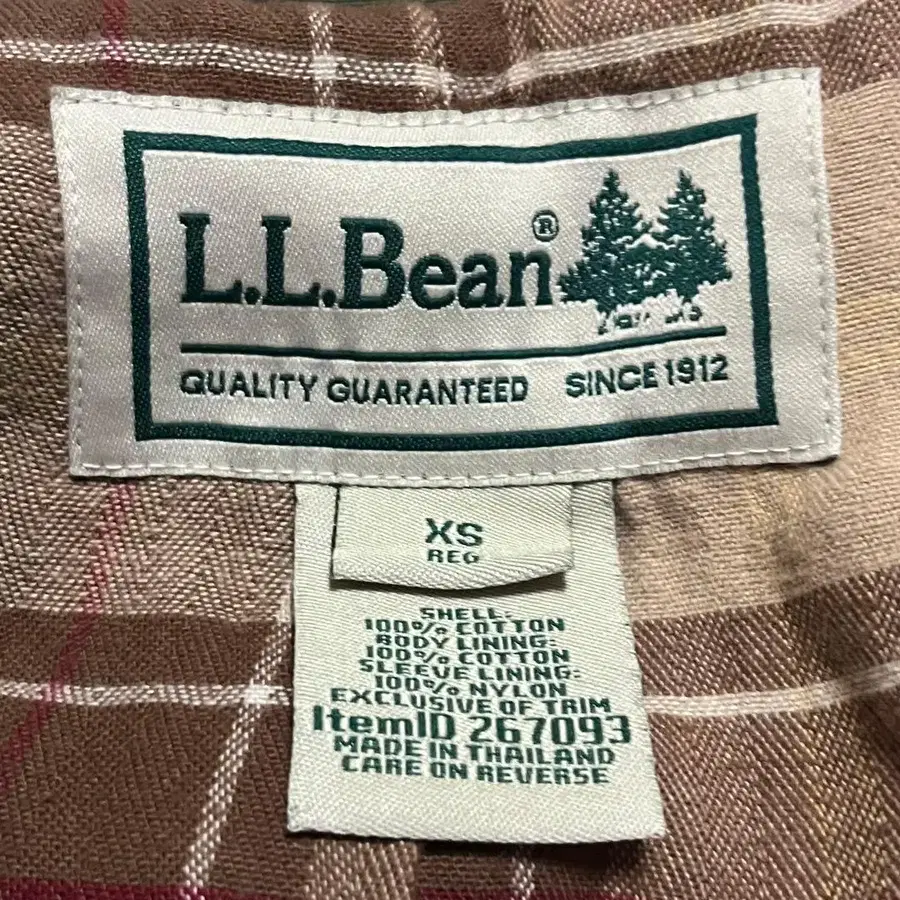 L.L.Bean®
QUALITY GUARANTEED SINCE 1912
XS
REG
SHELL:
100% COTTON
BODY LINING:
100% COTTON
SLEEVE LINING:
100% NYLON
EXCLUSIVE OF TRIM
ItemID 267093
MADE IN THAILAND
CARE ON REVERSE